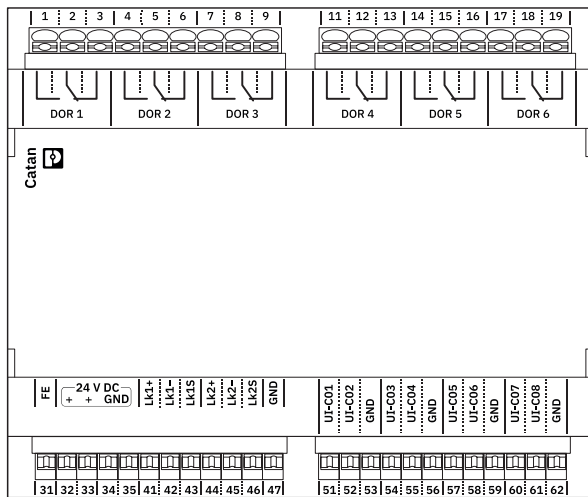 1 2 3 4 5 6 7 8 9 11 12 13 14 15 16 17 18 19
DOR 1 DOR 2 DOR 3 DOR 4 DOR 5 DOR 6
Catan
FE
24 V DC
+ + GND
Lk1+
Lk1–
Lk1S
Lk2+
Lk2–
Lk2S
GND
UI-C01
UI-C02
GND
UI-C03
UI-C04
GND
UI-C05
UI-C06
GND
UI-C07
UI-C08
GND
31 32 33 34 35 41 42 43 44 45 46 47 51 52 53 54 55 56 57 58 59 60 61 62